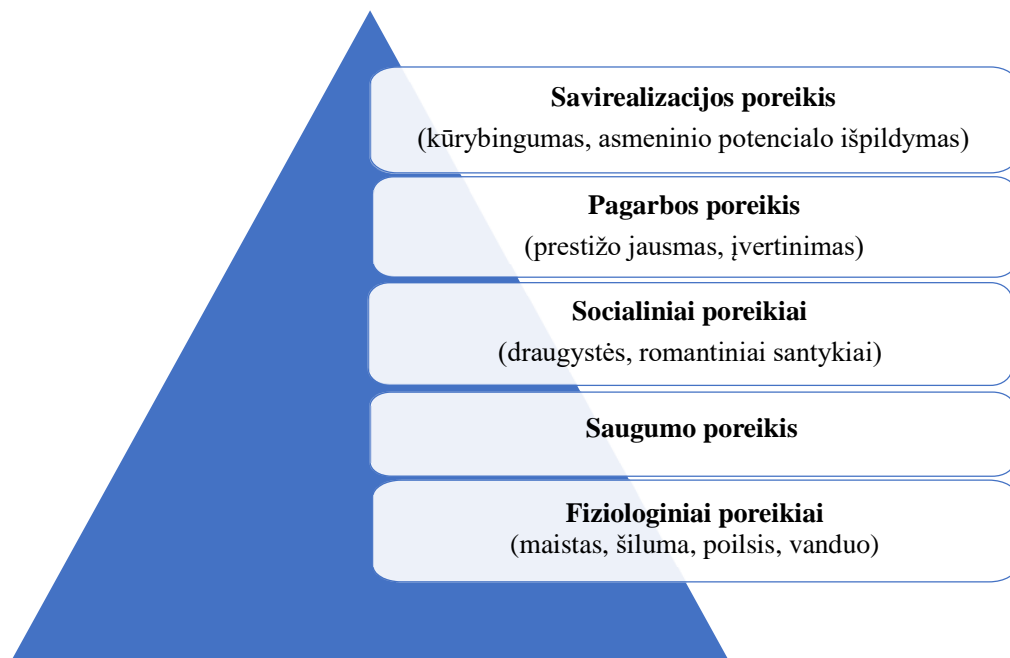 Savirealizacijos poreikis
(kūrybingumas, asmeninio potencialo išpildymas)
Pagarbos poreikis
(prestižo jausmas, įvertinimas)
Socialiniai poreikiai
(draugystės, romantiniai santykiai)
Saugumo poreikis
Fiziologiniai poreikiai
(maistas, šiluma, poilsis, vanduo)